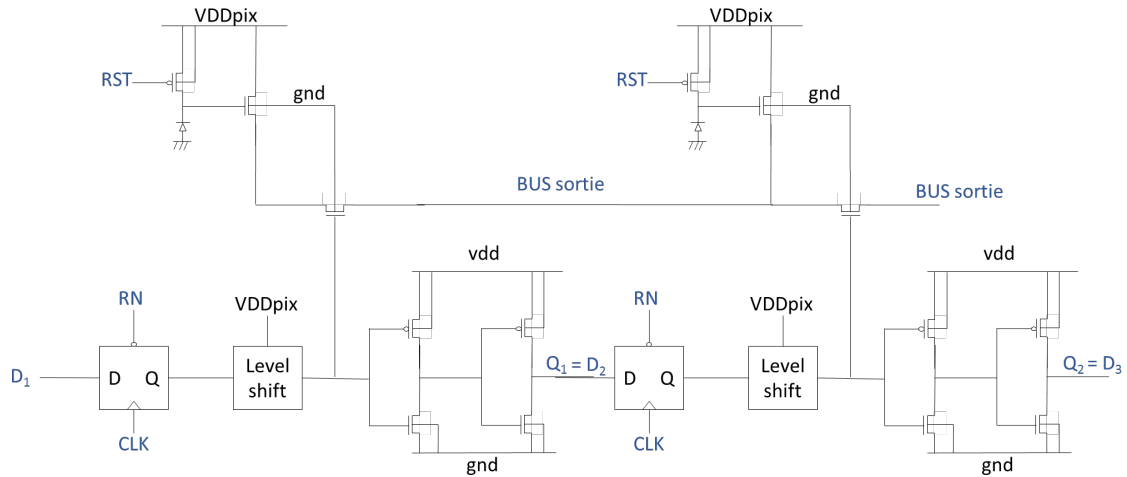 VDDpix
VDDpix
RST
gnd
RST
gnd
BUS sortie
BUS sortie
vdd
vdd
RN
VDDpix
RN
VDDpix
D₁
D Q
Level
shift
Q₁ = D₂
D Q
Level
shift
Q₂ = D₃
CLK
CLK
gnd
gnd